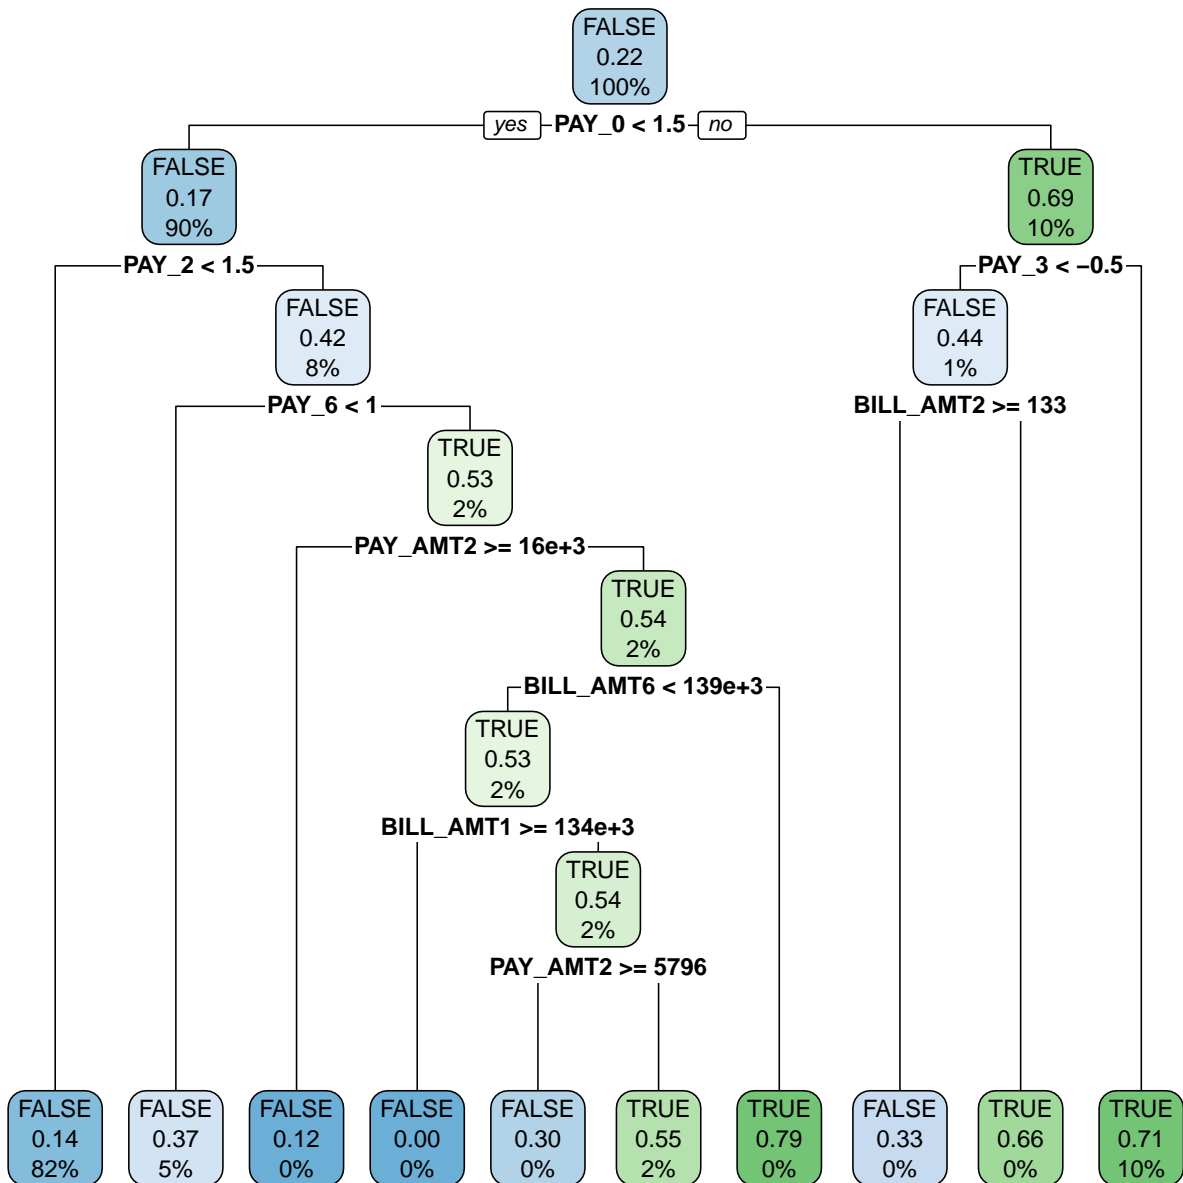 FALSE
0.22
100%
yes PAY_0 < 1.5 no
FALSE
0.17
90%
TRUE
0.69
10%
PAY_2 < 1.5
PAY_3 < −0.5
FALSE
0.42
8%
FALSE
0.44
1%
PAY_6 < 1
BILL_AMT2 >= 133
TRUE
0.53
2%
PAY_AMT2 >= 16e+3
TRUE
0.54
2%
BILL_AMT6 < 139e+3
TRUE
0.53
2%
BILL_AMT1 >= 134e+3
TRUE
0.54
2%
PAY_AMT2 >= 5796
FALSE
0.14
82%
FALSE
0.37
5%
FALSE
0.12
0%
FALSE
0.00
0%
FALSE
0.30
0%
TRUE
0.55
2%
TRUE
0.79
0%
FALSE
0.33
0%
TRUE
0.66
0%
TRUE
0.71
10%